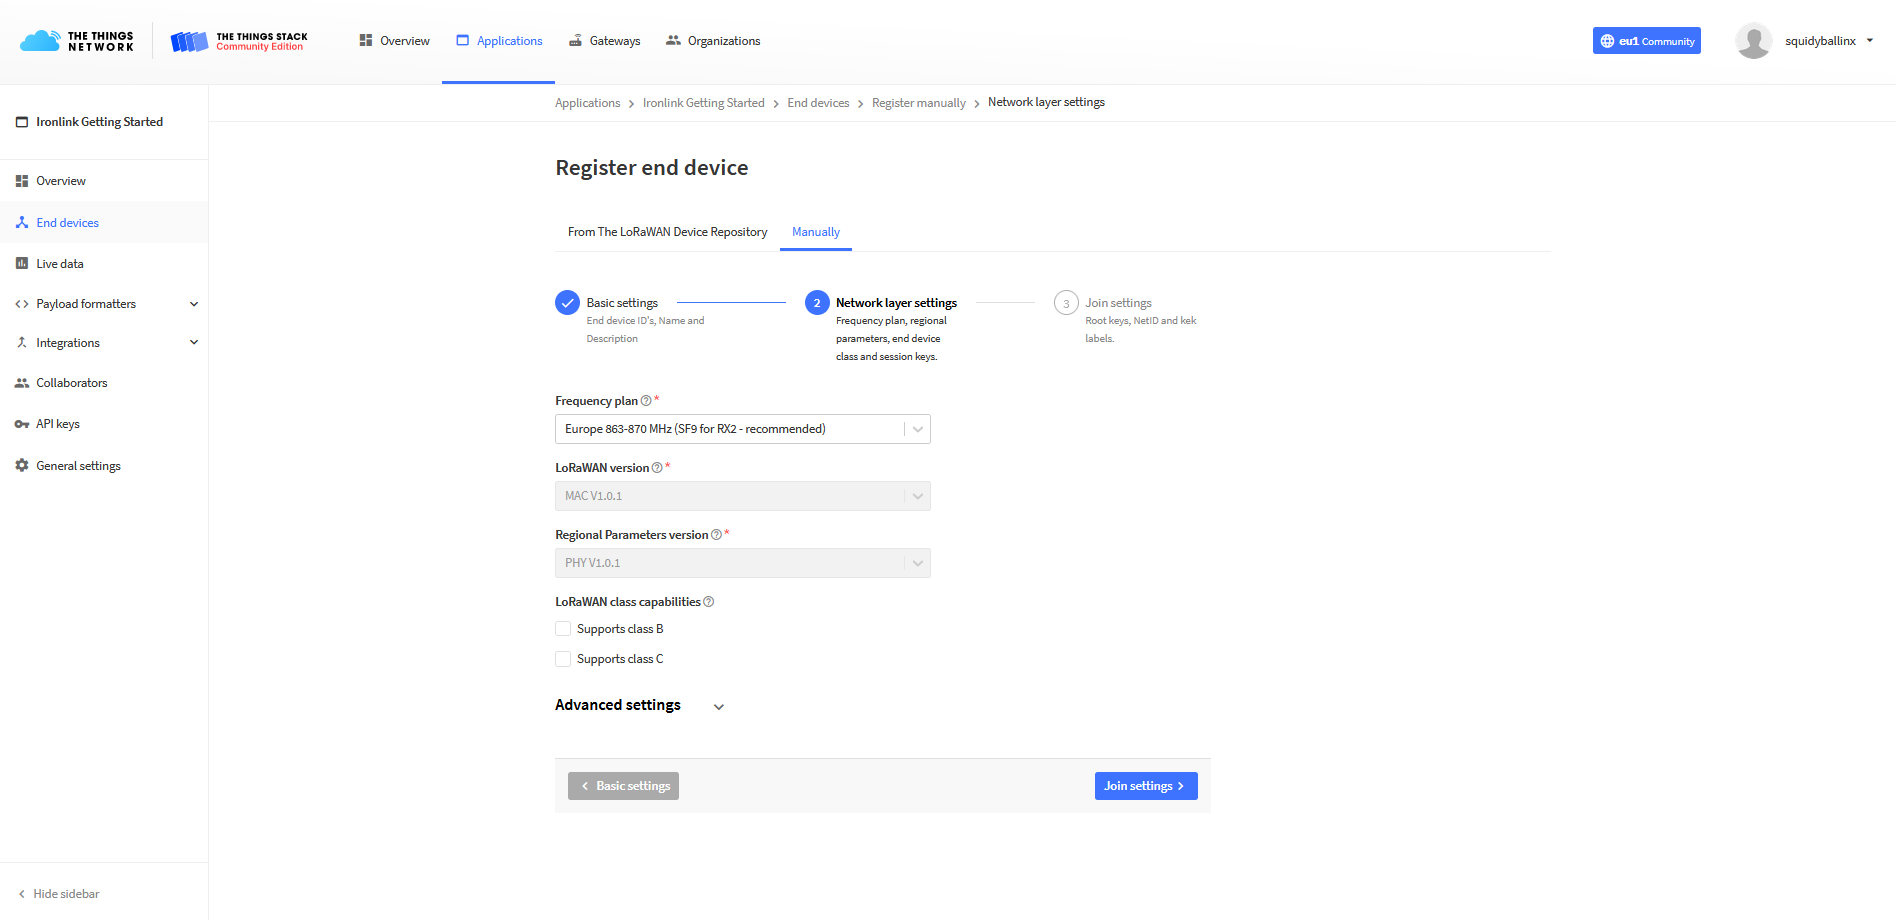 THE THINGS
NETWORK
THE THINGS STACK
Community Edition
Overview
Applications
Gateways
Organizations
eu1 Community
squidyballinx
Ironlink Getting Started
Overview
End devices
Live data
Payload formatters
Integrations
Collaborators
API keys
General settings
Hide sidebar
Applications > Ironlink Getting Started > End devices > Register manually > Network layer settings
Register end device
From The LoRaWAN Device Repository
Manually
Basic settings
End device ID's, Name and
Description
2
Network layer settings
Frequency plan, regional
parameters, end device
class and session keys.
3
Join settings
Root keys, NetID and kek
labels.
Frequency plan ? *
Europe 863-870 MHz (SF9 for RX2 - recommended)
LoRaWAN version ? *
MAC V1.0.1
Regional Parameters version ? *
PHY V1.0.1
LoRaWAN class capabilities ?
Supports class B
Supports class C
Advanced settings
< Basic settings
Join settings >